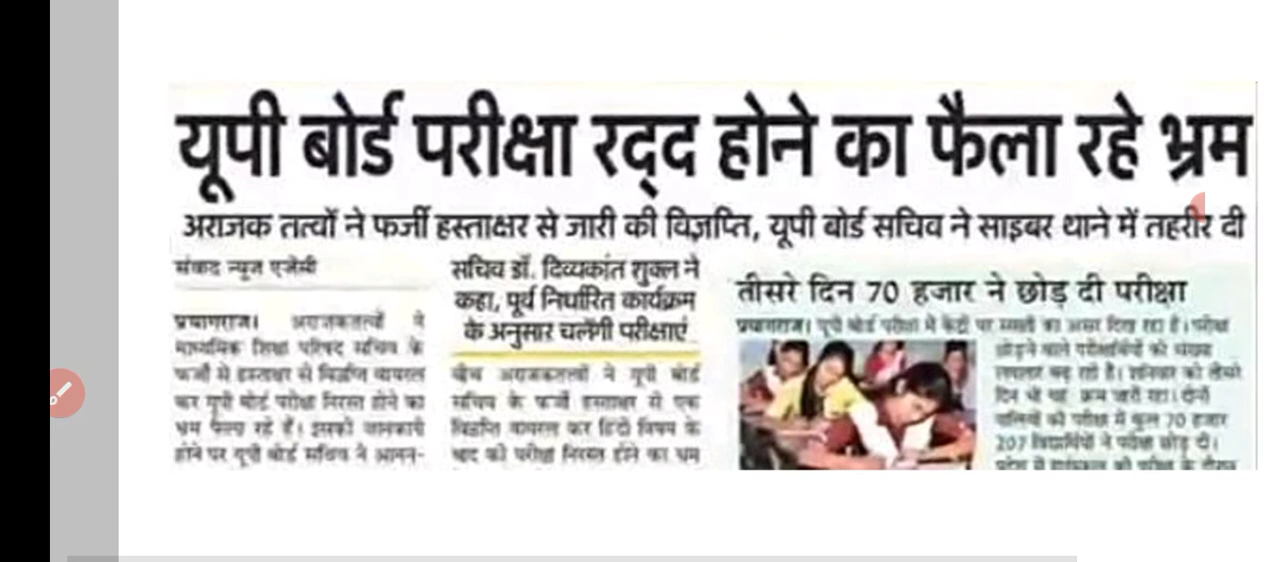 यूपी बोर्ड परीक्षा रद्द होने का फैला रहे भ्रम
अराजक तत्वों ने फर्जी हस्ताक्षर से जारी की विज्ञप्ति, यूपी बोर्ड सचिव ने साइबर थाने में तहरीर दी
संवाद न्यूज एजेंसी
प्रयागराज। अराजकतत्वों ने
माध्यमिक शिक्षा परिषद सचिव के
फर्जी में हस्ताक्षर से विज्ञप्ति वायरल
कर यूपी बोर्ड परीक्षा निरस्त होने का
भ्रम फैला रहे हैं। इसकी जानकारी
होने पर यूपी बोर्ड सचिव ने आनन-
सचिव डॉ. दिव्यकांत शुक्ल ने
कहा, पूर्व निर्धारित कार्यक्रम
के अनुसार चलेंगी परीक्षाएं
बीच अराजकतत्वों ने यूपी बोर्ड
सचिव के फर्जी हस्ताक्षर से एक
विज्ञप्ति वायरल कर हिंदी विषय के
बाद की परीक्षा निरस्त होने का भ्रम
तीसरे दिन 70 हजार ने छोड़ दी परीक्षा
प्रयागराज। यूपी बोर्ड परीक्षा में केंद्रों पर सख्ती का असर दिख रहा है। परीक्षा
छोड़ने वाले परीक्षार्थियों की संख्या
लगातार बढ़ रही है। शनिवार को तीसरे
दिन भी यह क्रम जारी रहा। दोनों
पालियों की परीक्षा में कुल 70 हजार
207 विद्यार्थियों ने परीक्षा छोड़ दी।